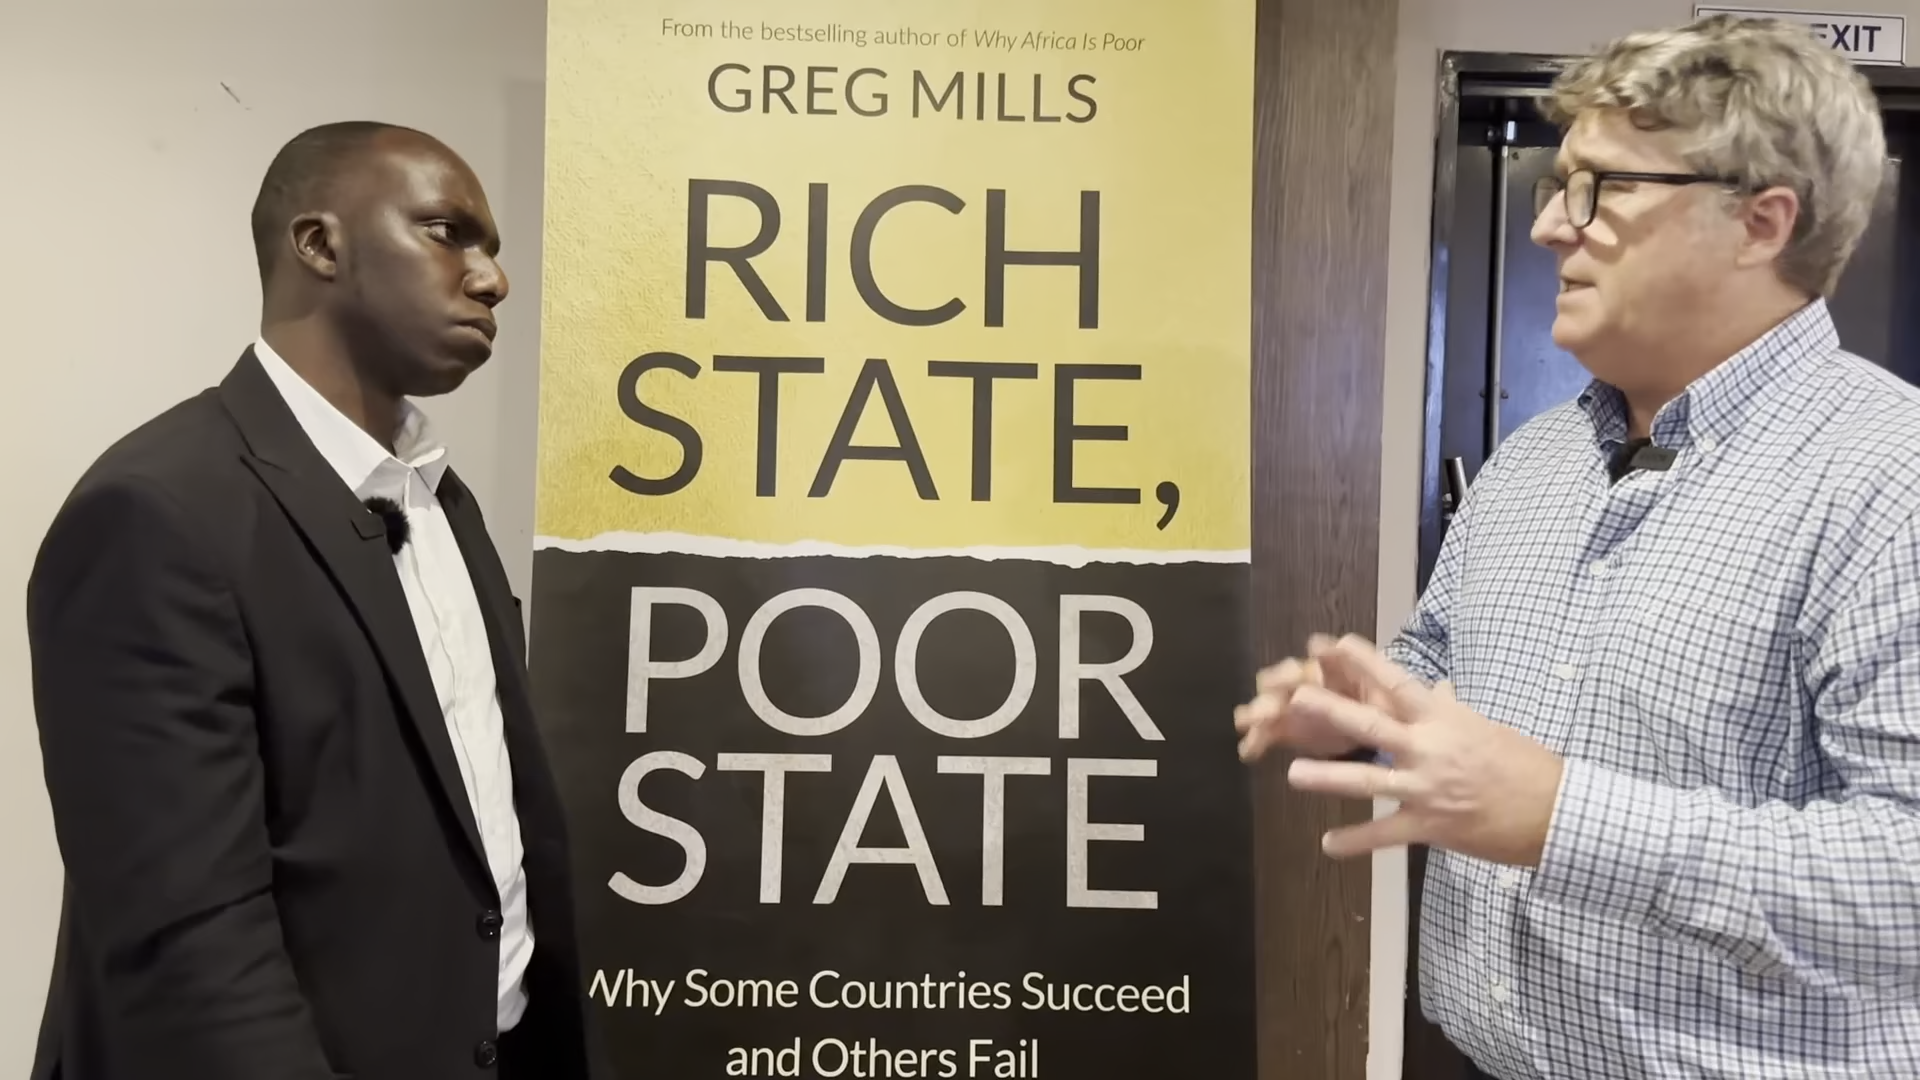 From the bestselling author of Why Africa Is Poor
GREG MILLS
RICH
STATE,
POOR
STATE
Why Some Countries Succeed
and Others Fail
EXIT